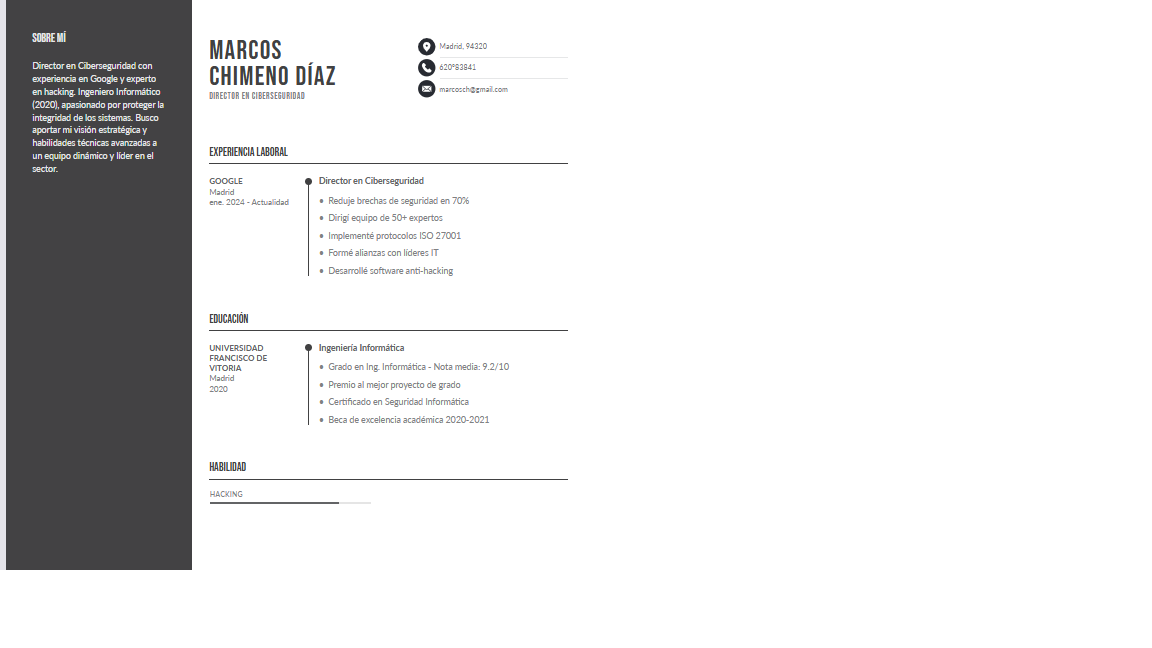 SOBRE MÍ
Director en Ciberseguridad con
experiencia en Google y experto
en hacking. Ingeniero Informático
(2020), apasionado por proteger la
integridad de los sistemas. Busco
aportar mi visión estratégica y
habilidades técnicas avanzadas a
un equipo dinámico y líder en el
sector.
MARCOS
CHIMENO DÍAZ
DIRECTOR EN CIBERSEGURIDAD
Madrid, 94320
620°83841
marcosch@gmail.com
EXPERIENCIA LABORAL
GOOGLE
Madrid
ene. 2024 - Actualidad
Director en Ciberseguridad
• Reduje brechas de seguridad en 70%
• Dirigí equipo de 50+ expertos
• Implementé protocolos ISO 27001
• Formé alianzas con líderes IT
• Desarrollé software anti-hacking
EDUCACIÓN
UNIVERSIDAD
FRANCISCO DE
VITORIA
Madrid
2020
Ingeniería Informática
• Grado en Ing. Informática - Nota media: 9.2/10
• Premio al mejor proyecto de grado
• Certificado en Seguridad Informática
• Beca de excelencia académica 2020-2021
HABILIDAD
HACKING